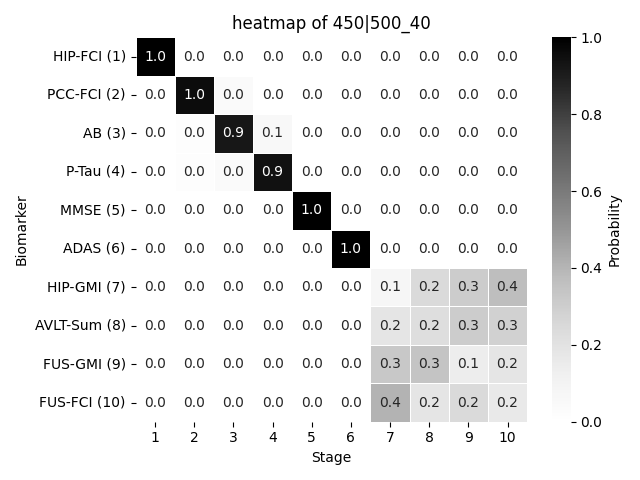 heatmap of 450|500_40
HIP-FCI (1) 1.0 0.0 0.0 0.0 0.0 0.0 0.0 0.0 0.0 0.0
PCC-FCI (2) 0.0 1.0 0.0 0.0 0.0 0.0 0.0 0.0 0.0 0.0
AB (3) 0.0 0.0 0.9 0.1 0.0 0.0 0.0 0.0 0.0 0.0
P-Tau (4) 0.0 0.0 0.0 0.9 0.0 0.0 0.0 0.0 0.0 0.0
MMSE (5) 0.0 0.0 0.0 0.0 1.0 0.0 0.0 0.0 0.0 0.0
ADAS (6) 0.0 0.0 0.0 0.0 0.0 1.0 0.0 0.0 0.0 0.0
HIP-GMI (7) 0.0 0.0 0.0 0.0 0.0 0.0 0.1 0.2 0.3 0.4
AVLT-Sum (8) 0.0 0.0 0.0 0.0 0.0 0.0 0.2 0.2 0.3 0.3
FUS-GMI (9) 0.0 0.0 0.0 0.0 0.0 0.0 0.3 0.3 0.1 0.2
FUS-FCI (10) 0.0 0.0 0.0 0.0 0.0 0.0 0.4 0.2 0.2 0.2
1 2 3 4 5 6 7 8 9 10
Stage
Biomarker
1.0
0.8
0.6
0.4
0.2
0.0
Probability